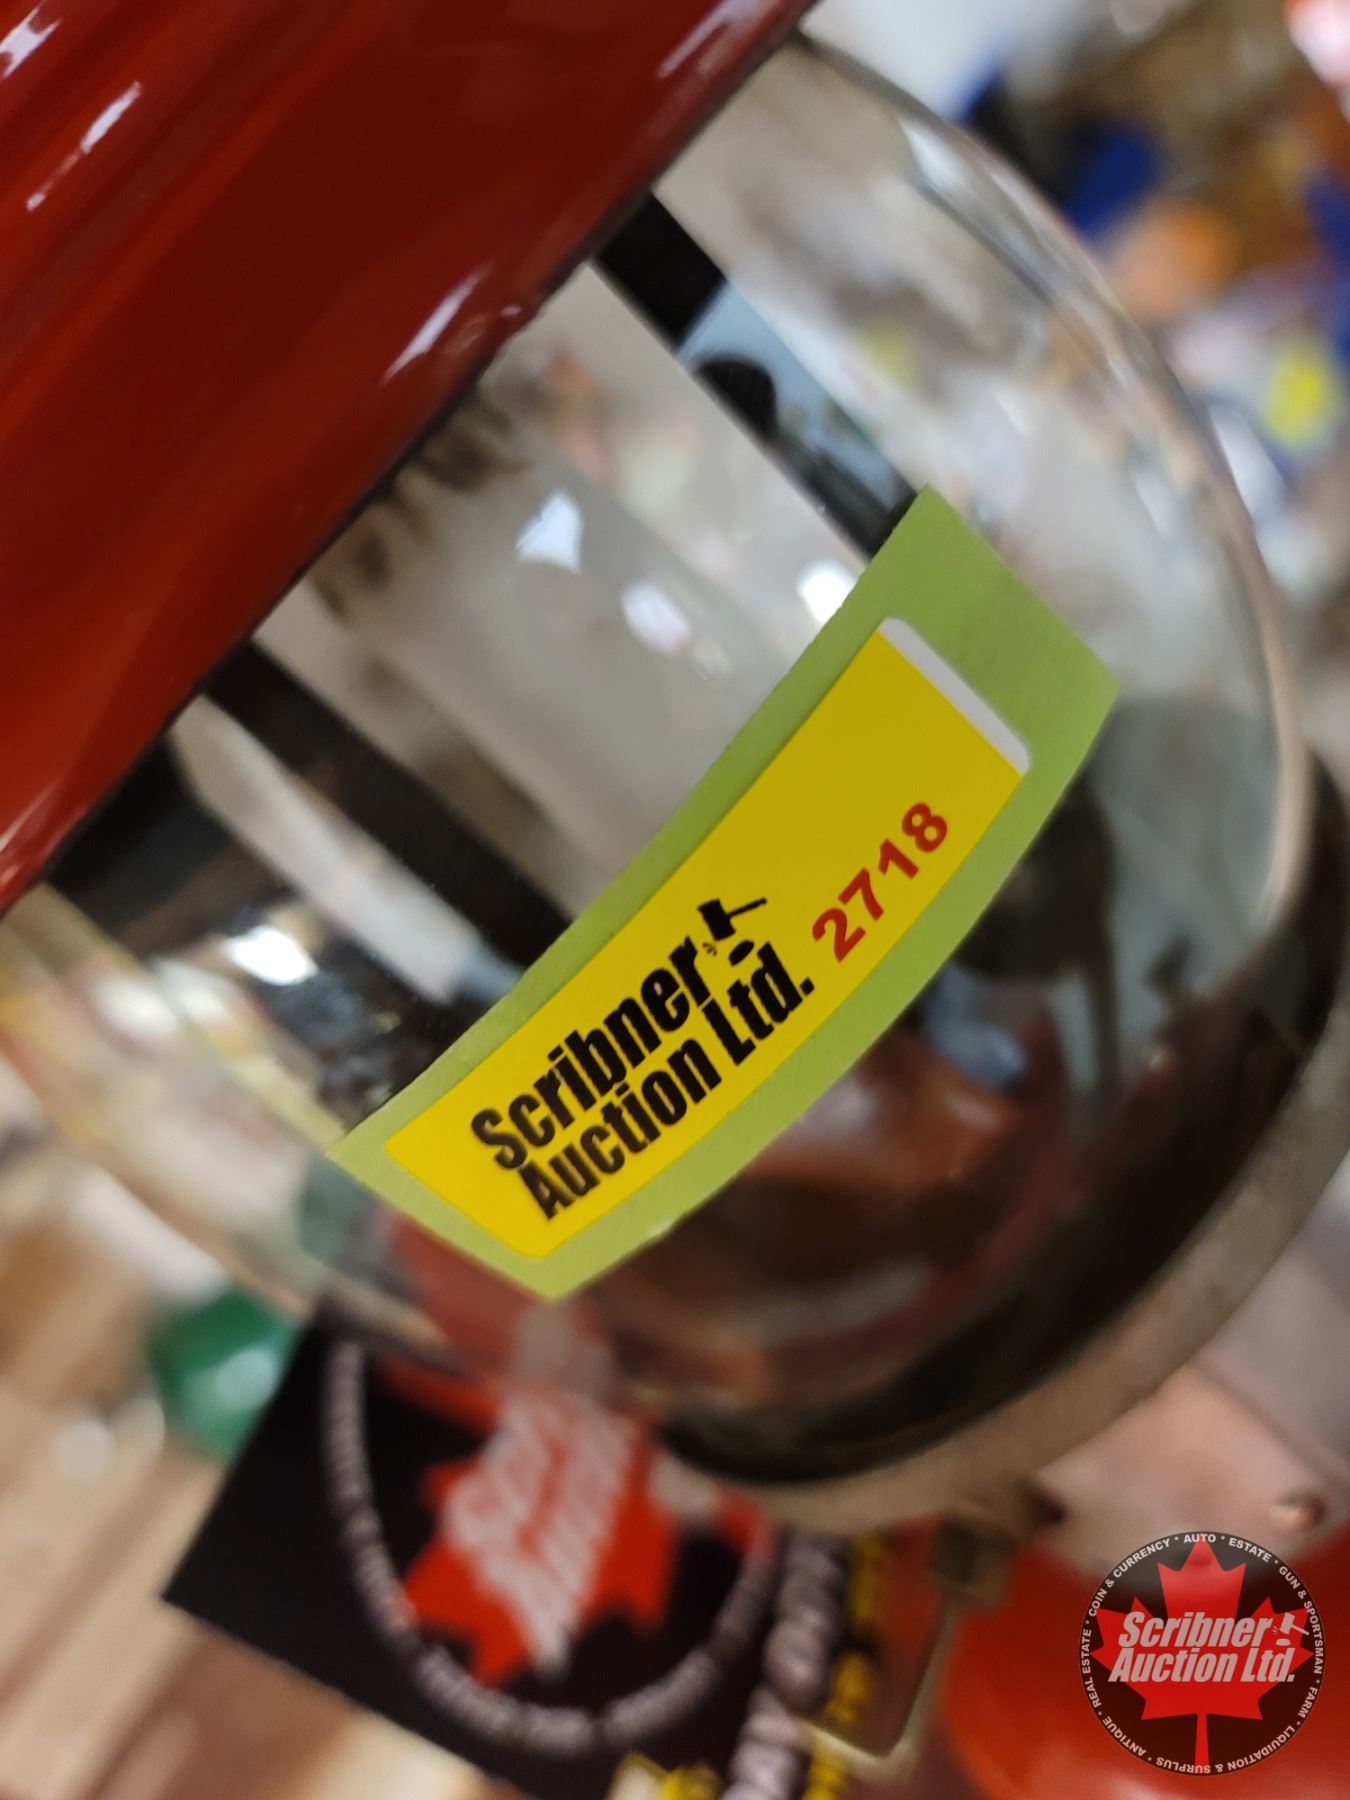 Scribner
Auction Ltd.
2718
Scribner
Auction Ltd.
REAL ESTATE • COIN & CURRENCY • AUTO • ESTATE • GUN & SPORTSMAN • FARM • LIQUIDATION & SURPLUS • ANTIQUE •